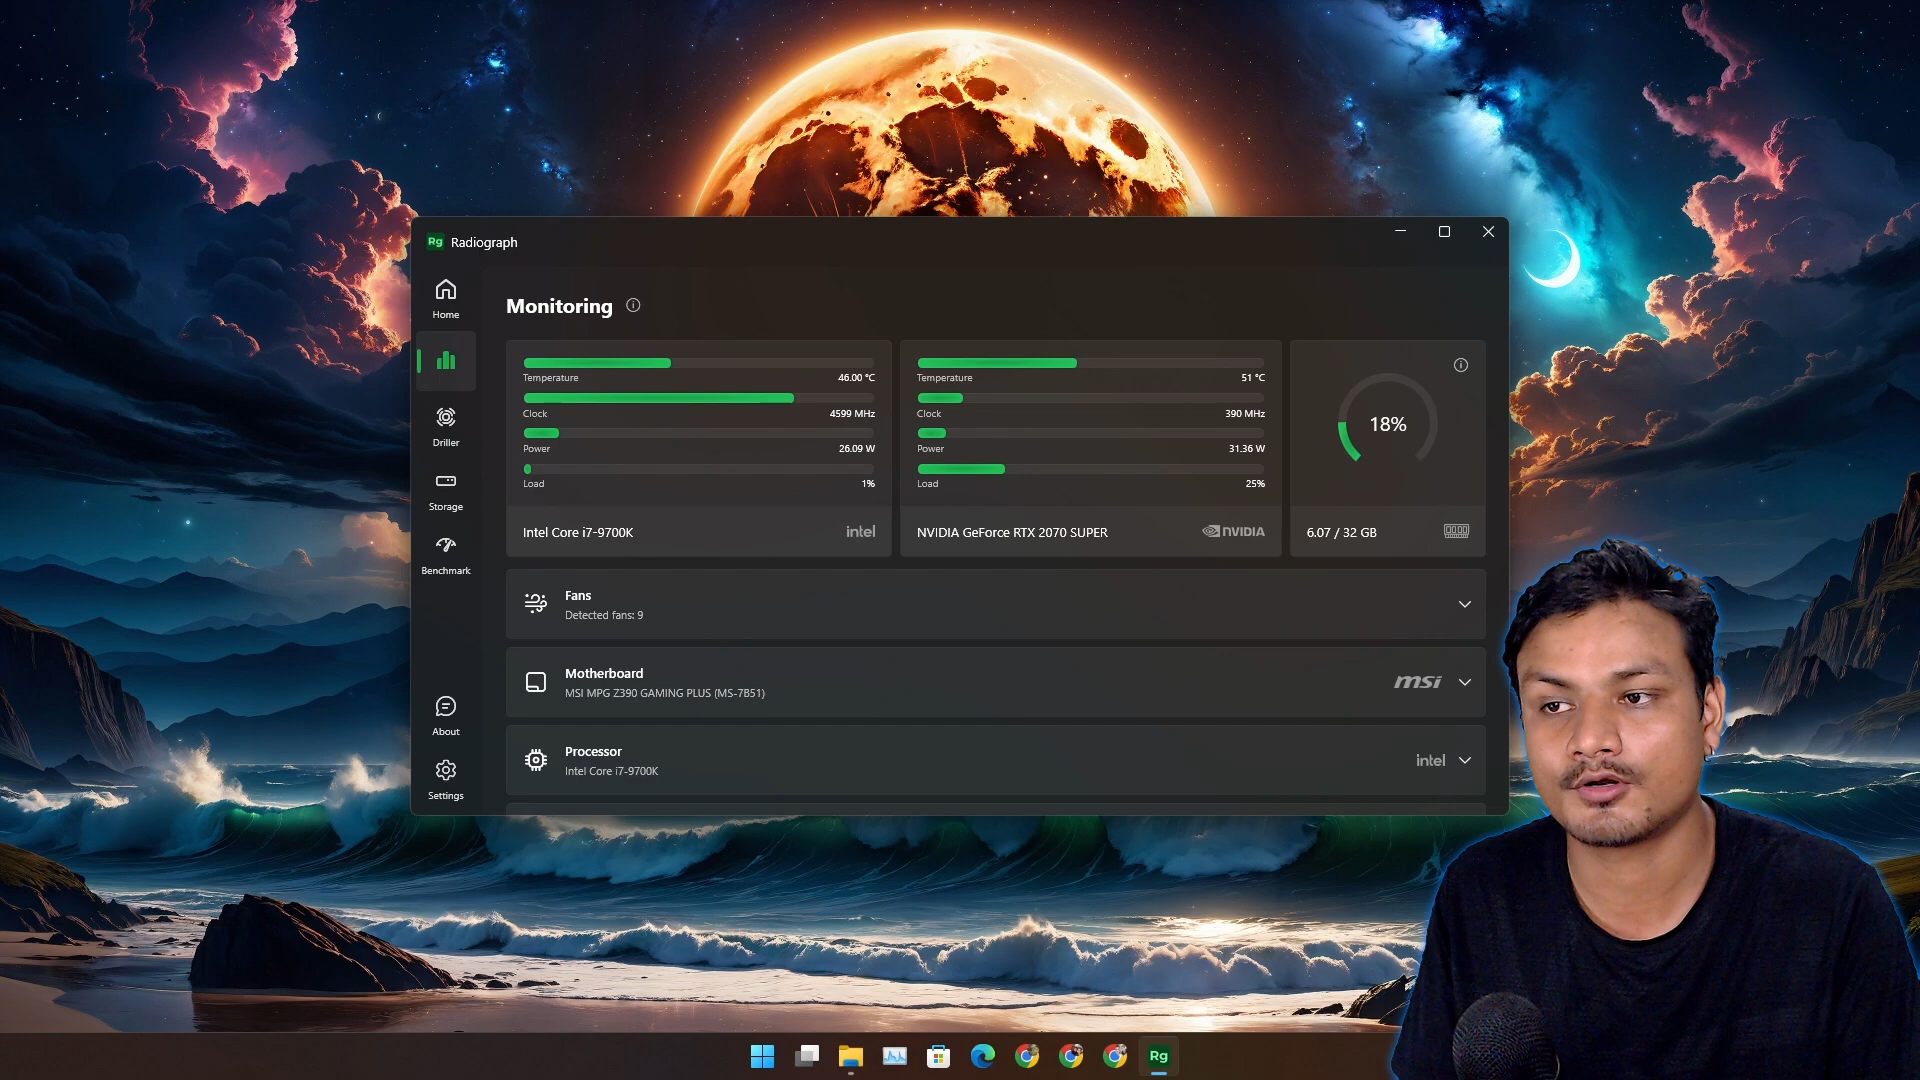 Rg Radiograph
Home
Monitoring
Temperature 46.00 °C
Clock 4599 MHz
Power 26.09 W
Load 1%
Intel Core i7-9700K intel
Temperature 51 °C
Clock 390 MHz
Power 31.36 W
Load 25%
NVIDIA GeForce RTX 2070 SUPER NVIDIA
18%
6.07 / 32 GB
Driller
Storage
Benchmark
Fans
Detected fans: 9
Motherboard
MSI MPG Z390 GAMING PLUS (MS-7B51)
msi
Processor
Intel Core i7-9700K
intel
About
Settings
Rg